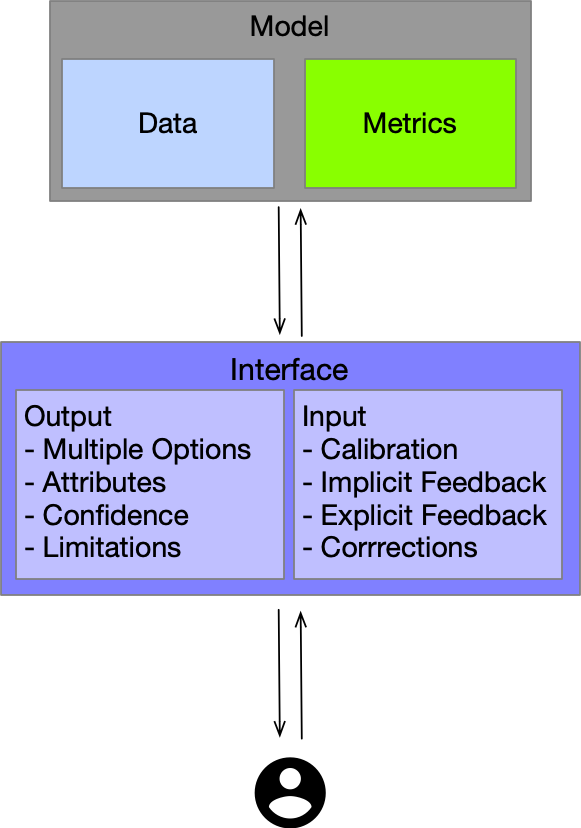 Model
Data
Metrics
Interface
Output
- Multiple Options
- Attributes
- Confidence
- Limitations
Input
- Calibration
- Implicit Feedback
- Explicit Feedback
- Corrrections